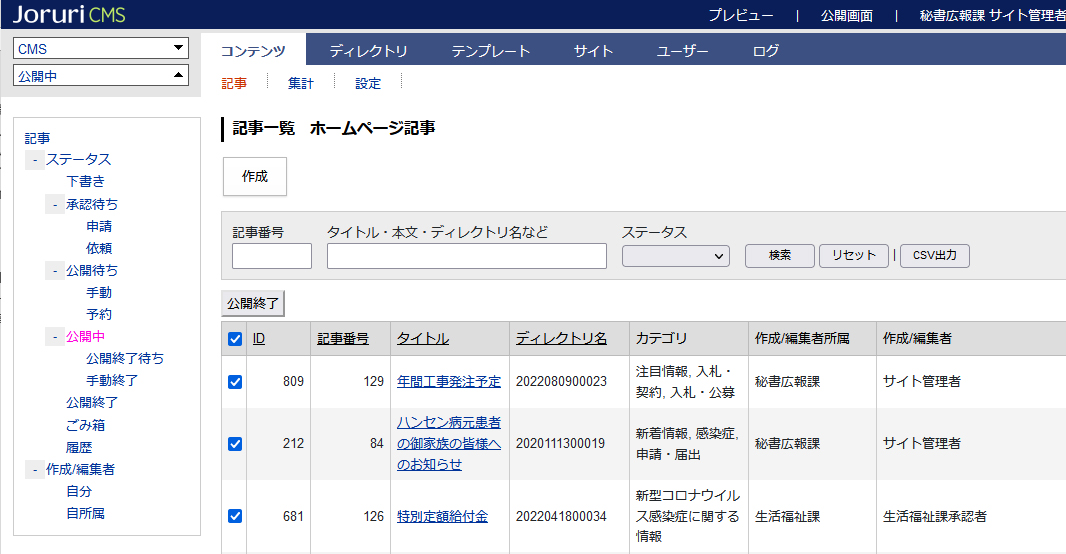 Joruri CMS
プレビュー | 公開画面 | 秘書広報課 サイト管理者
CMS
公開中
コンテンツ ディレクトリ テンプレート サイト ユーザー ログ
記事 集計 設定
記事
- ステータス
下書き
- 承認待ち
申請
依頼
- 公開待ち
手動
予約
- 公開中
公開終了待ち
手動終了
公開終了
ごみ箱
履歴
- 作成/編集者
自分
自所属
記事一覧 ホームページ記事
作成
記事番号 タイトル・本文・ディレクトリ名など ステータス
検索 リセット | CSV出力
公開終了
ID 記事番号 タイトル ディレクトリ名 カテゴリ 作成/編集者所属 作成/編集者
809 129 年間工事発注予定 2022080900023 注目情報, 入札・
契約, 入札・公募 秘書広報課 サイト管理者
212 84 ハンセン病元患者
の御家族の皆様へ
のお知らせ 2020111300019 新着情報, 感染症,
申請・届出 秘書広報課 サイト管理者
681 126 特別定額給付金 2022041800034 新型コロナウイル
ス感染症に関する
情報 生活福祉課 生活福祉課承認者